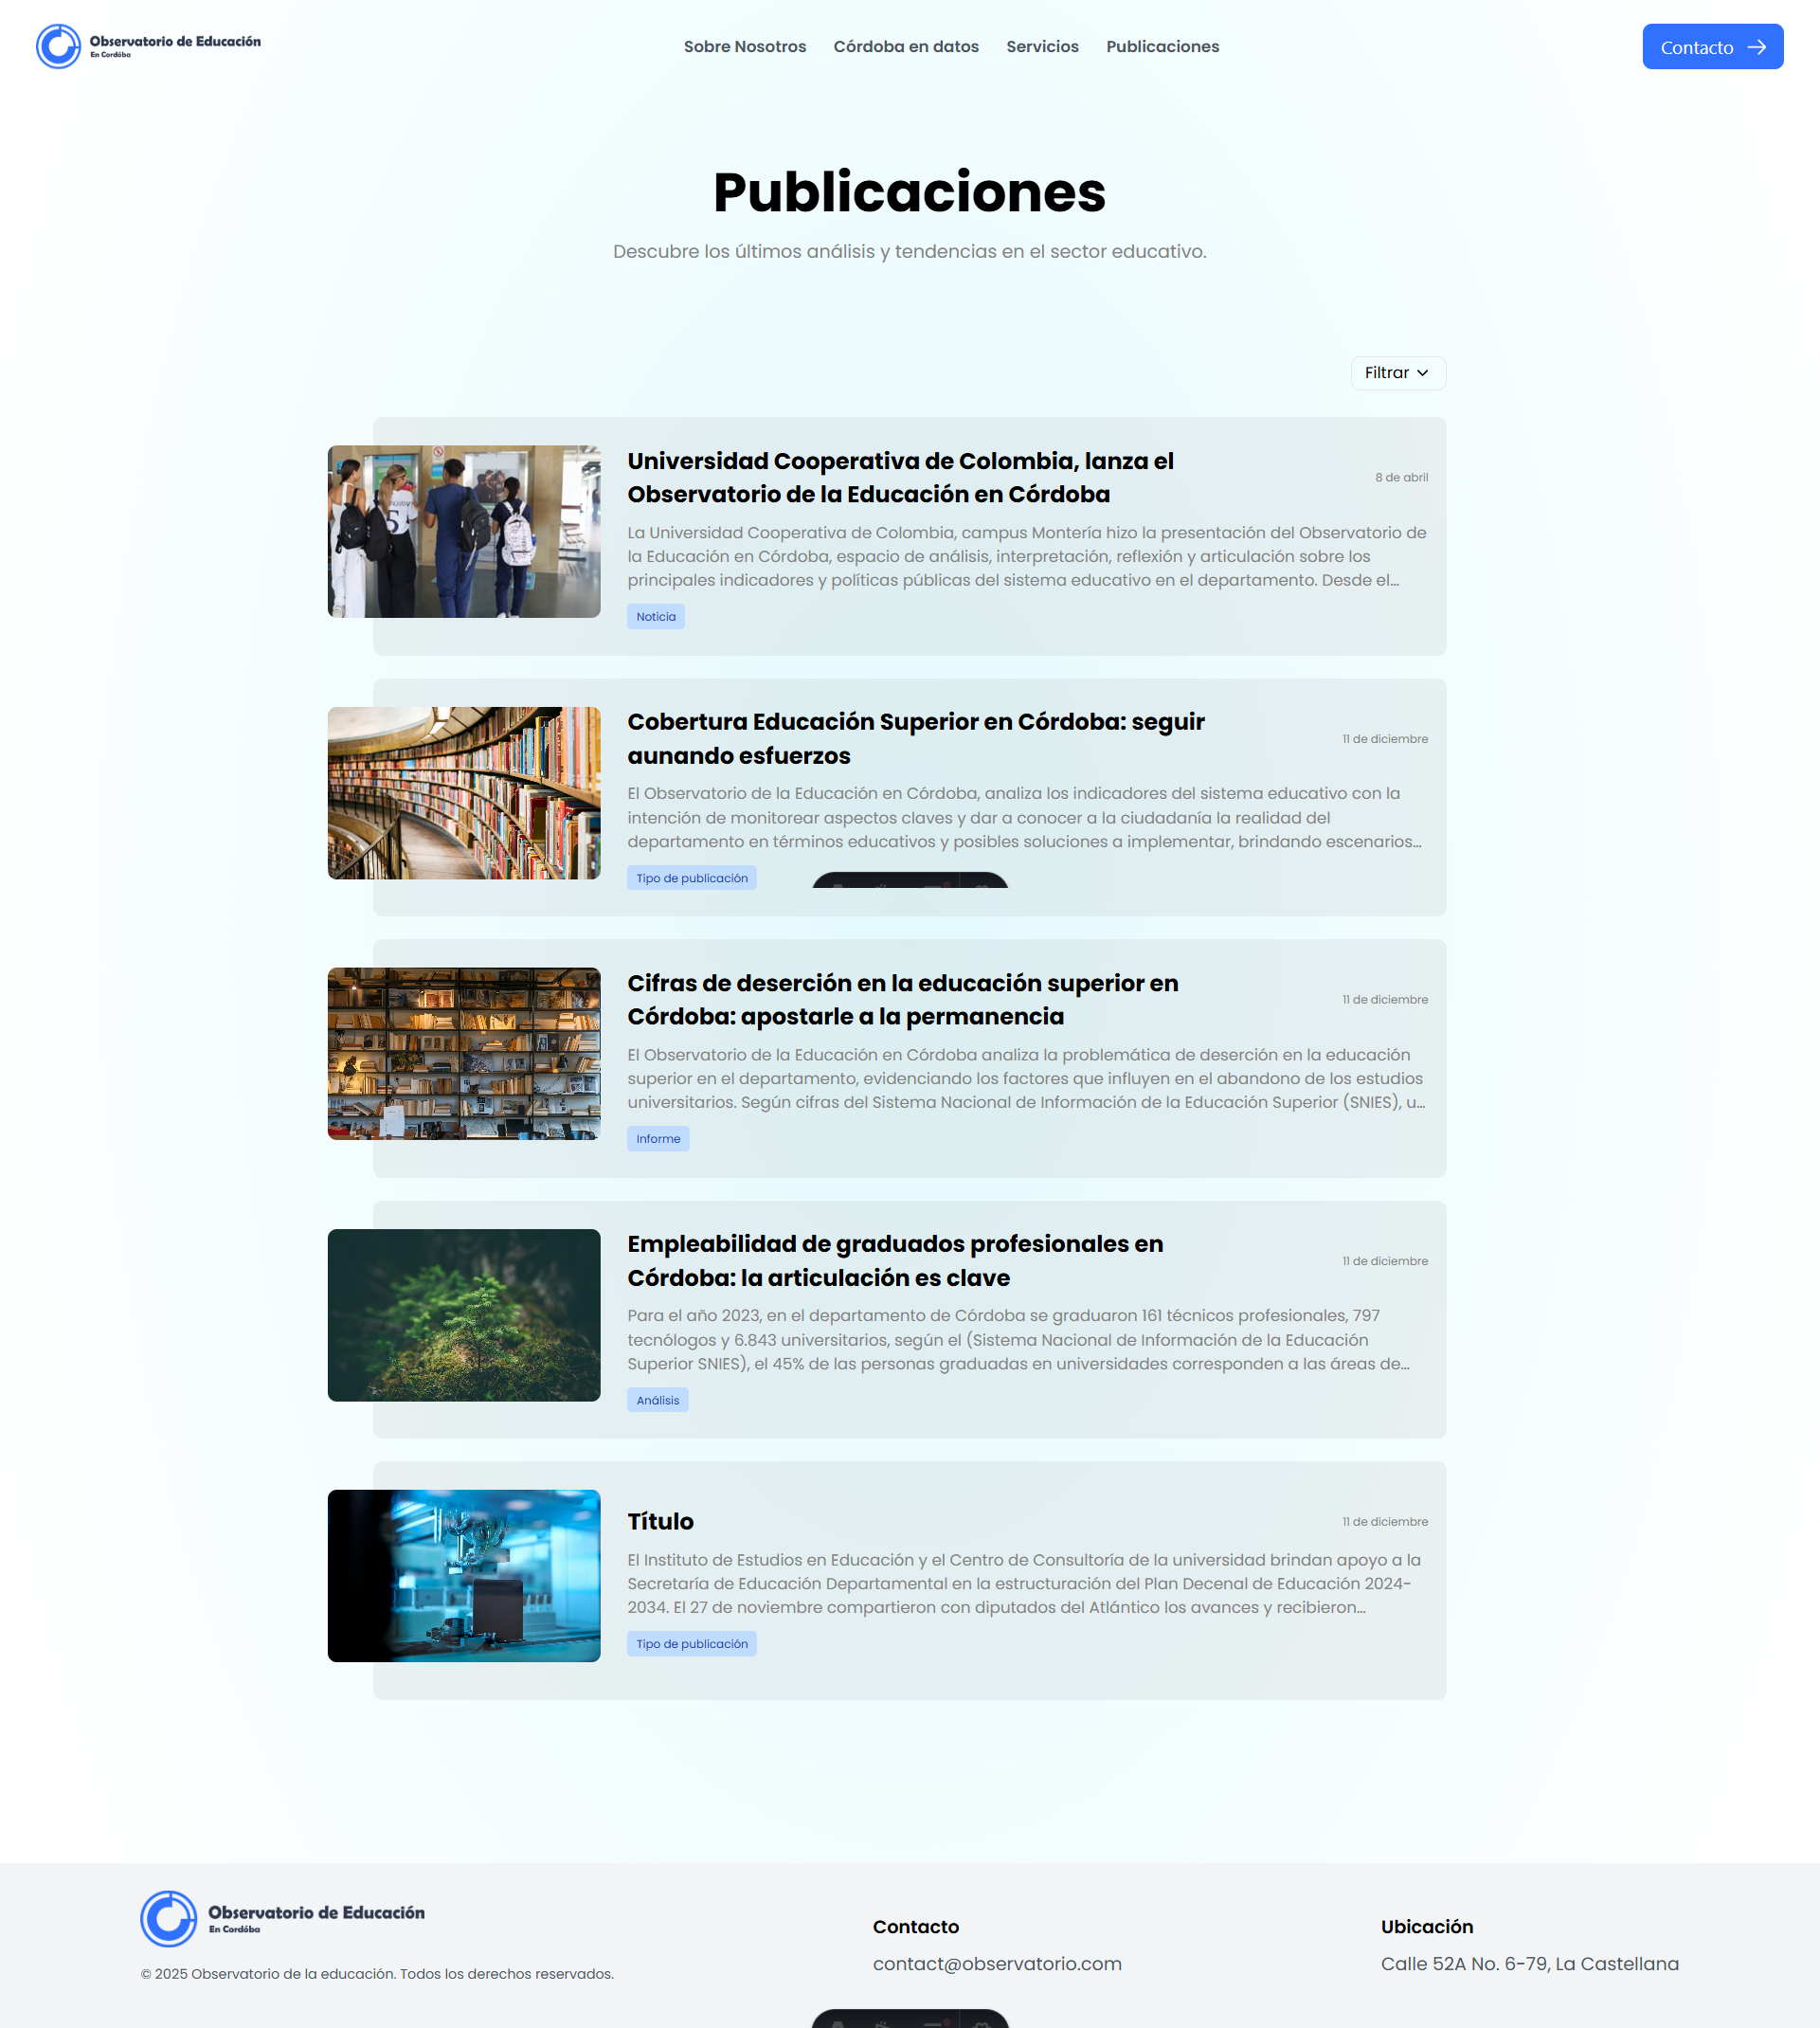 Observatorio de Educación
En Cordóba
Sobre Nosotros
Córdoba en datos
Servicios
Publicaciones
Contacto
Publicaciones
Descubre los últimos análisis y tendencias en el sector educativo.
Filtrar
Universidad Cooperativa de Colombia, lanza el
Observatorio de la Educación en Córdoba
8 de abril
La Universidad Cooperativa de Colombia, campus Montería hizo la presentación del Observatorio de
la Educación en Córdoba, espacio de análisis, interpretación, reflexión y articulación sobre los
principales indicadores y políticas públicas del sistema educativo en el departamento. Desde el...
Noticia
Cobertura Educación Superior en Córdoba: seguir
aunando esfuerzos
11 de diciembre
El Observatorio de la Educación en Córdoba, analiza los indicadores del sistema educativo con la
intención de monitorear aspectos claves y dar a conocer a la ciudadanía la realidad del
departamento en términos educativos y posibles soluciones a implementar, brindando escenarios...
Tipo de publicación
Cifras de deserción en la educación superior en
Córdoba: apostarle a la permanencia
11 de diciembre
El Observatorio de la Educación en Córdoba analiza la problemática de deserción en la educación
superior en el departamento, evidenciando los factores que influyen en el abandono de los estudios
universitarios. Según cifras del Sistema Nacional de Información de la Educación Superior (SNIES), u...
Informe
Empleabilidad de graduados profesionales en
Córdoba: la articulación es clave
11 de diciembre
Para el año 2023, en el departamento de Córdoba se graduaron 161 técnicos profesionales, 797
tecnólogos y 6.843 universitarios, según el (Sistema Nacional de Información de la Educación
Superior SNIES), el 45% de las personas graduadas en universidades corresponden a las áreas de...
Análisis
Título
11 de diciembre
El Instituto de Estudios en Educación y el Centro de Consultoría de la universidad brindan apoyo a la
Secretaría de Educación Departamental en la estructuración del Plan Decenal de Educación 2024-
2034. El 27 de noviembre compartieron con diputados del Atlántico los avances y recibieron...
Tipo de publicación
Observatorio de Educación
En Cordóba
© 2025 Observatorio de la educación. Todos los derechos reservados.
Contacto
contact@observatorio.com
Ubicación
Calle 52A No. 6-79, La Castellana